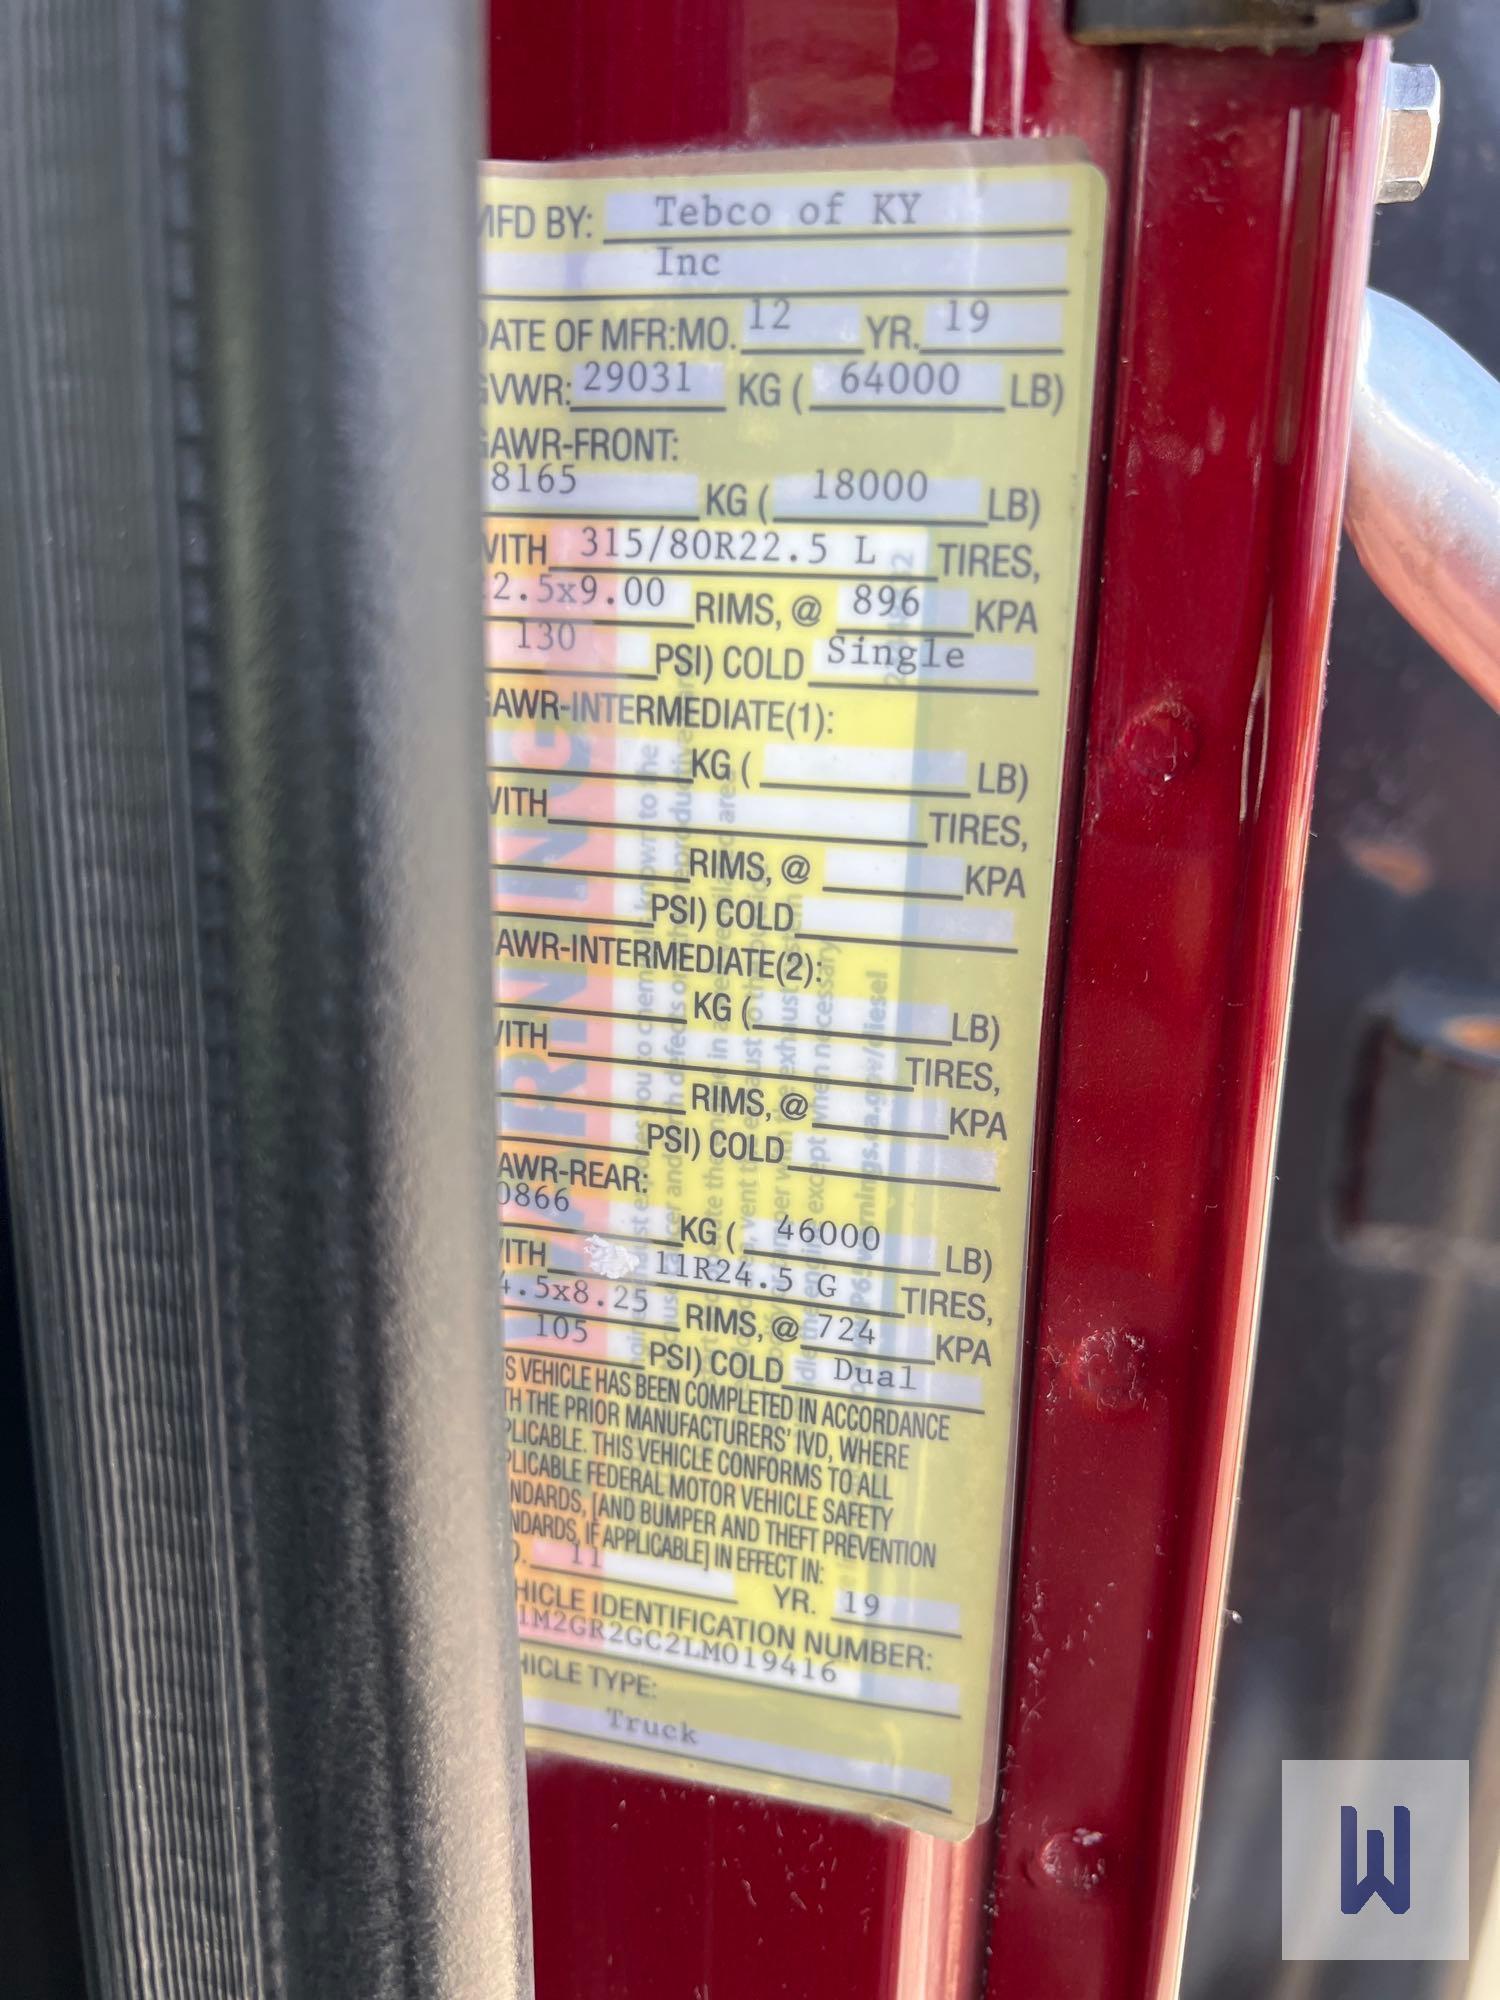 MFD BY: Tebco of KY
Inc
DATE OF MFR:MO. 12 YR. 19
GVWR: 29031 KG ( 64000 LB)
GAWR-FRONT:
8165 KG ( 18000 LB)
WITH 315/80R22.5 L TIRES,
2.5x9.00 RIMS, @ 896 KPA
130 PSI) COLD Single
GAWR-INTERMEDIATE(1):
KG ( LB)
WITH TIRES,
RIMS, @ KPA
PSI) COLD
AWR-INTERMEDIATE(2):
KG ( LB)
WITH TIRES,
RIMS, @ KPA
PSI) COLD
AWR-REAR:
0866 KG ( 46000 LB)
WITH 11R24.5 G TIRES,
4.5x8.25 RIMS, @ 724 KPA
105 PSI) COLD Dual
S VEHICLE HAS BEEN COMPLETED IN ACCORDANCE
TH THE PRIOR MANUFACTURERS' IVD, WHERE
PLICABLE. THIS VEHICLE CONFORMS TO ALL
PLICABLE FEDERAL MOTOR VEHICLE SAFETY
NDARDS, [AND BUMPER AND THEFT PREVENTION
NDARDS, IF APPLICABLE] IN EFFECT IN:
11 YR. 19
HICLE IDENTIFICATION NUMBER:
1M2GR2GC2LM019416
HICLE TYPE:
Truck
WARNING
W